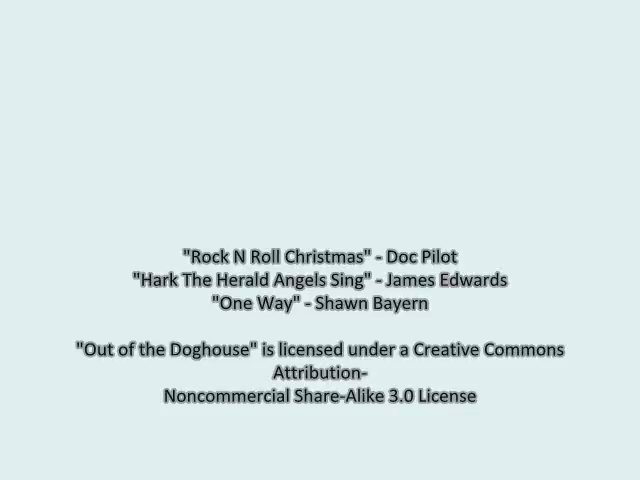 "Rock N Roll Christmas" - Doc Pilot
"Hark The Herald Angels Sing" - James Edwards
"One Way" - Shawn Bayern
"Out of the Doghouse" is licensed under a Creative Commons
Attribution-
Noncommercial Share-Alike 3.0 License